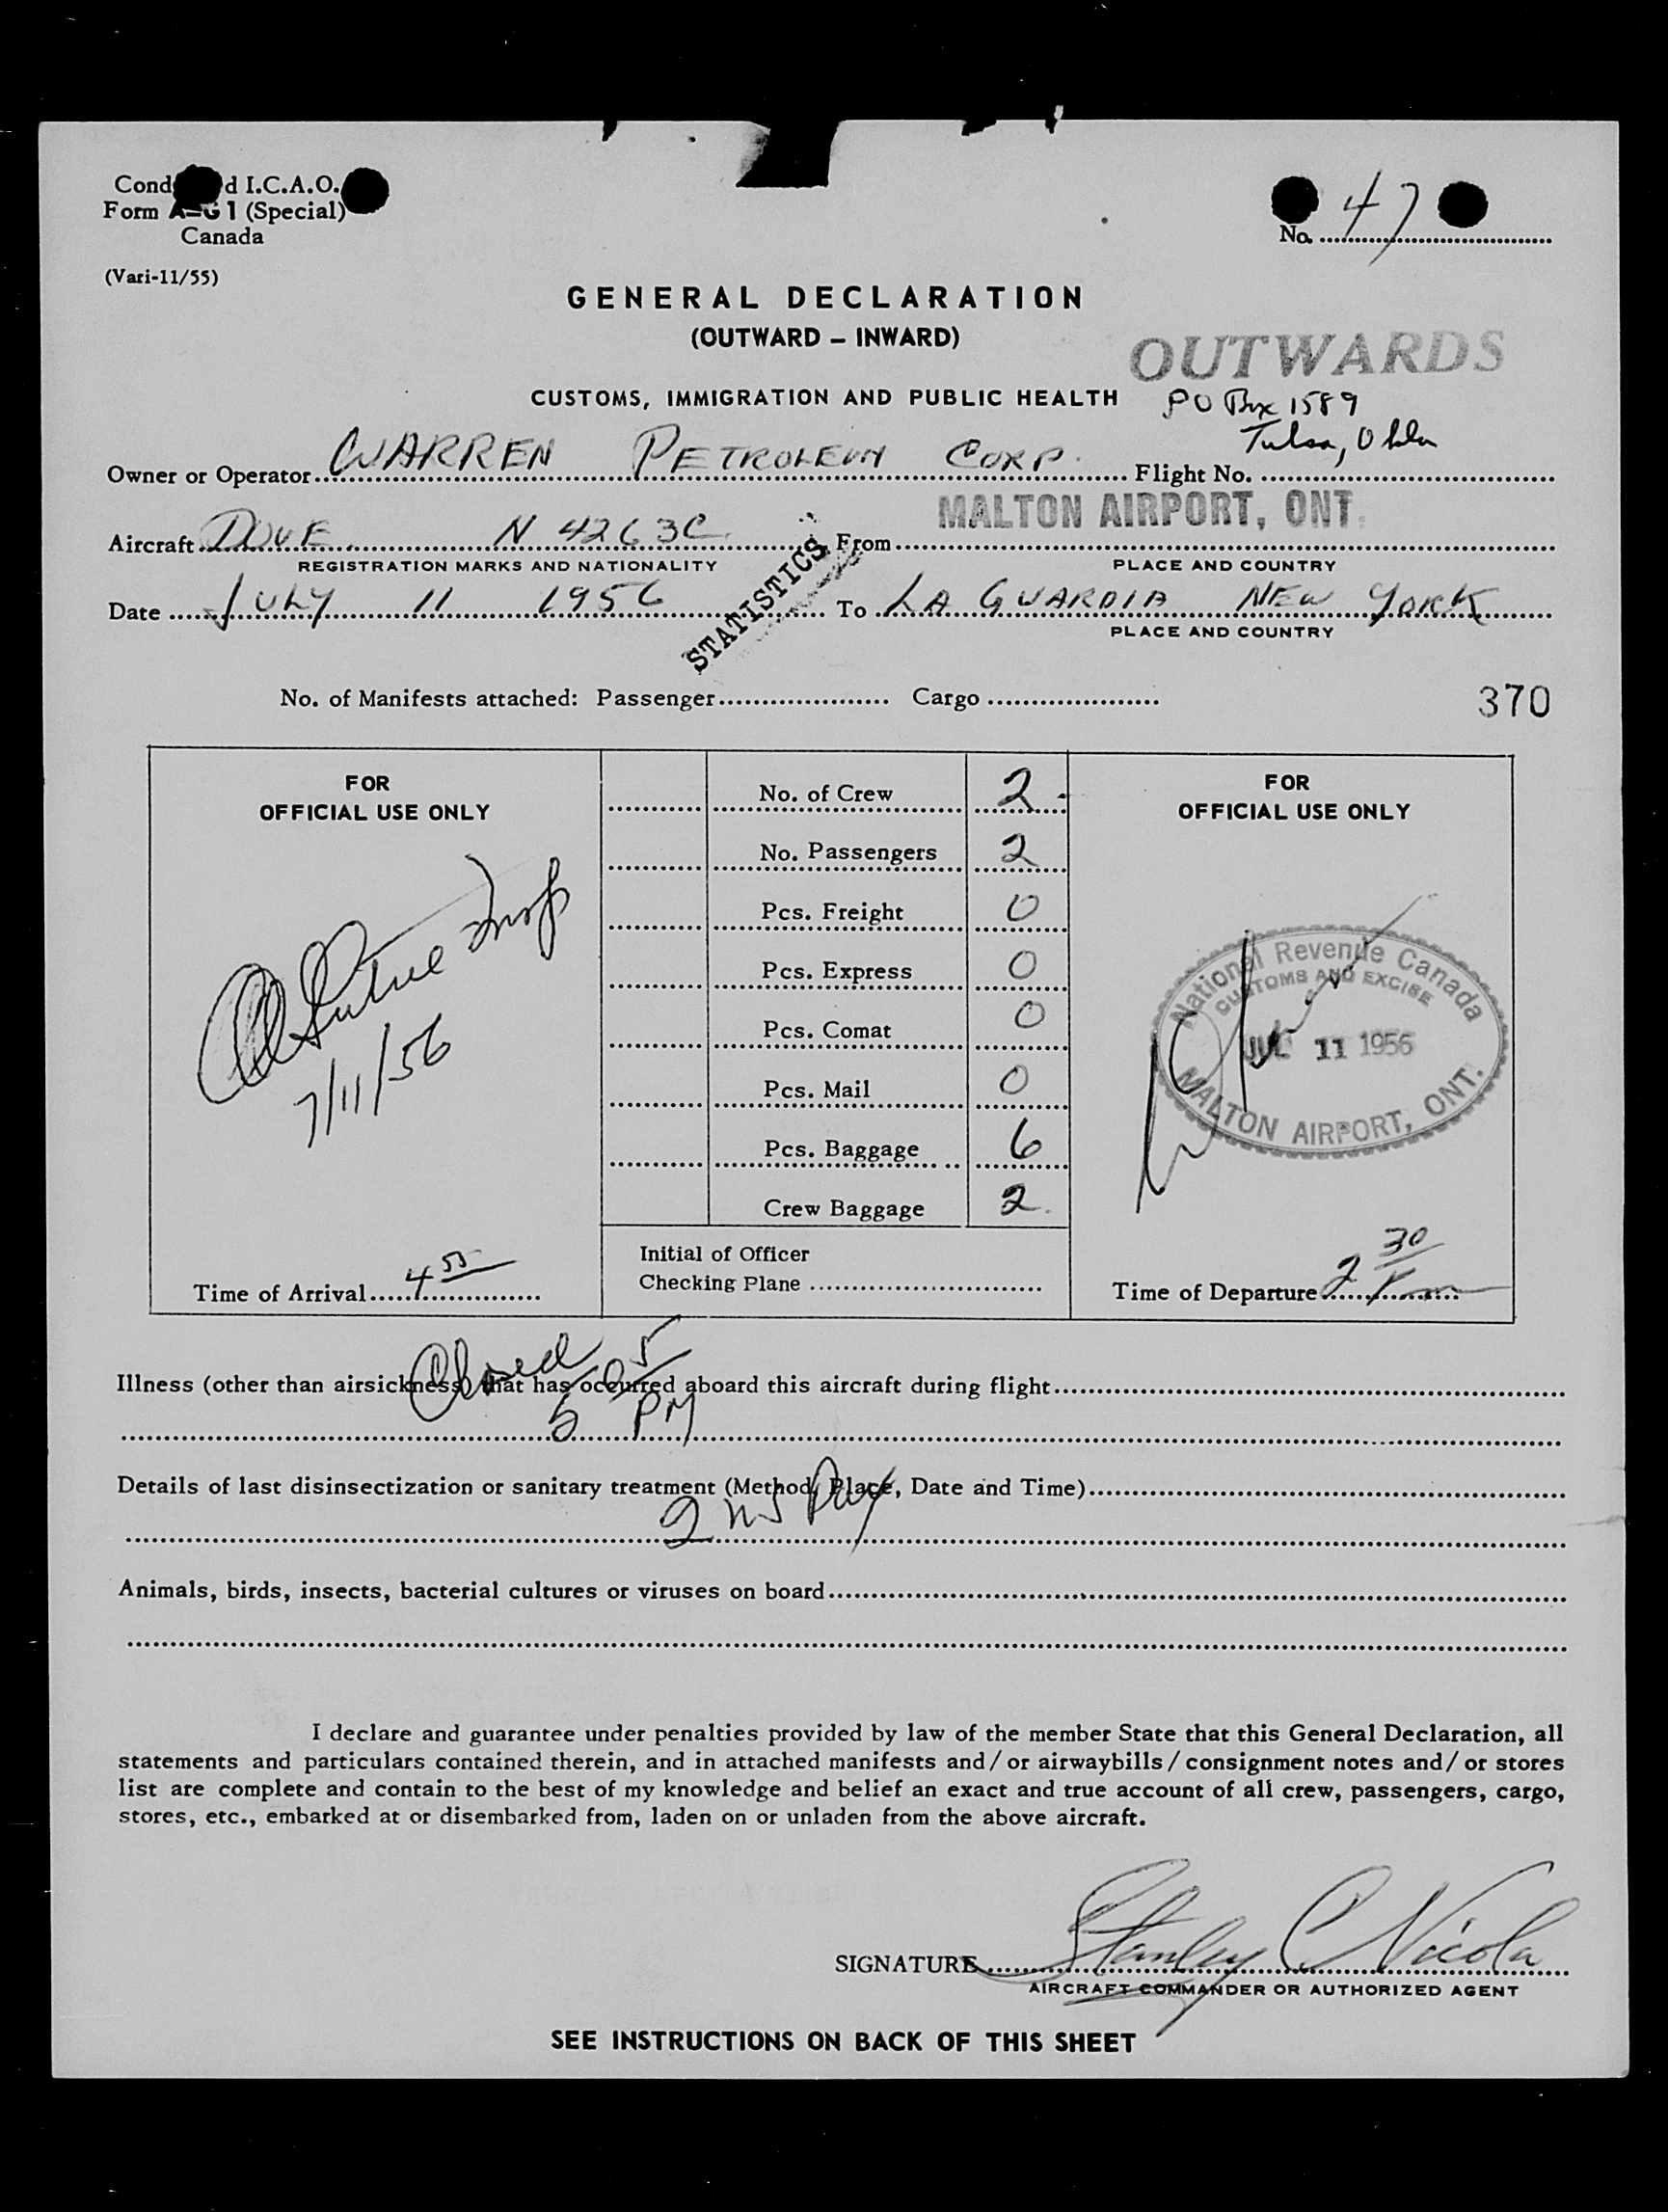 Cond d I.C.A.O.
Form A-G 1 (Special)
Canada
(Vari-11/55)
No. 47
GENERAL DECLARATION
(OUTWARD – INWARD)
OUTWARDS
CUSTOMS, IMMIGRATION AND PUBLIC HEALTH
PO Box 1589
Tulsa, Okla
Owner or Operator WARREN PETROLEUM CORP. Flight No.
MALTON AIRPORT, ONT.
Aircraft DOVE N 4263C From
REGISTRATION MARKS AND NATIONALITY PLACE AND COUNTRY
Date JULY 11 1956 To LA GUARDIA NEW YORK
PLACE AND COUNTRY
STATISTICS
No. of Manifests attached: Passenger Cargo
370
FOR
OFFICIAL USE ONLY
7/11/56
Time of Arrival 4 55
No. of Crew 2
No. Passengers 2
Pcs. Freight 0
Pcs. Express 0
Pcs. Comat 0
Pcs. Mail 0
Pcs. Baggage 6
Crew Baggage 2
Initial of Officer
Checking Plane
FOR
OFFICIAL USE ONLY
National Revenue Canada
CUSTOMS AND EXCISE
JUL 11 1956
MALTON AIRPORT, ONT.
Time of Departure 2 30 pm
Closed 5 05 PM
Illness (other than airsickness) that has occurred aboard this aircraft during flight
Details of last disinsectization or sanitary treatment (Method, Place, Date and Time)
2nd Day
Animals, birds, insects, bacterial cultures or viruses on board
I declare and guarantee under penalties provided by law of the member State that this General Declaration, all
statements and particulars contained therein, and in attached manifests and/or airwaybills/consignment notes and/or stores
list are complete and contain to the best of my knowledge and belief an exact and true account of all crew, passengers, cargo,
stores, etc., embarked at or disembarked from, laden on or unladen from the above aircraft.
SIGNATURE Stanley C Nicola
AIRCRAFT COMMANDER OR AUTHORIZED AGENT
SEE INSTRUCTIONS ON BACK OF THIS SHEET